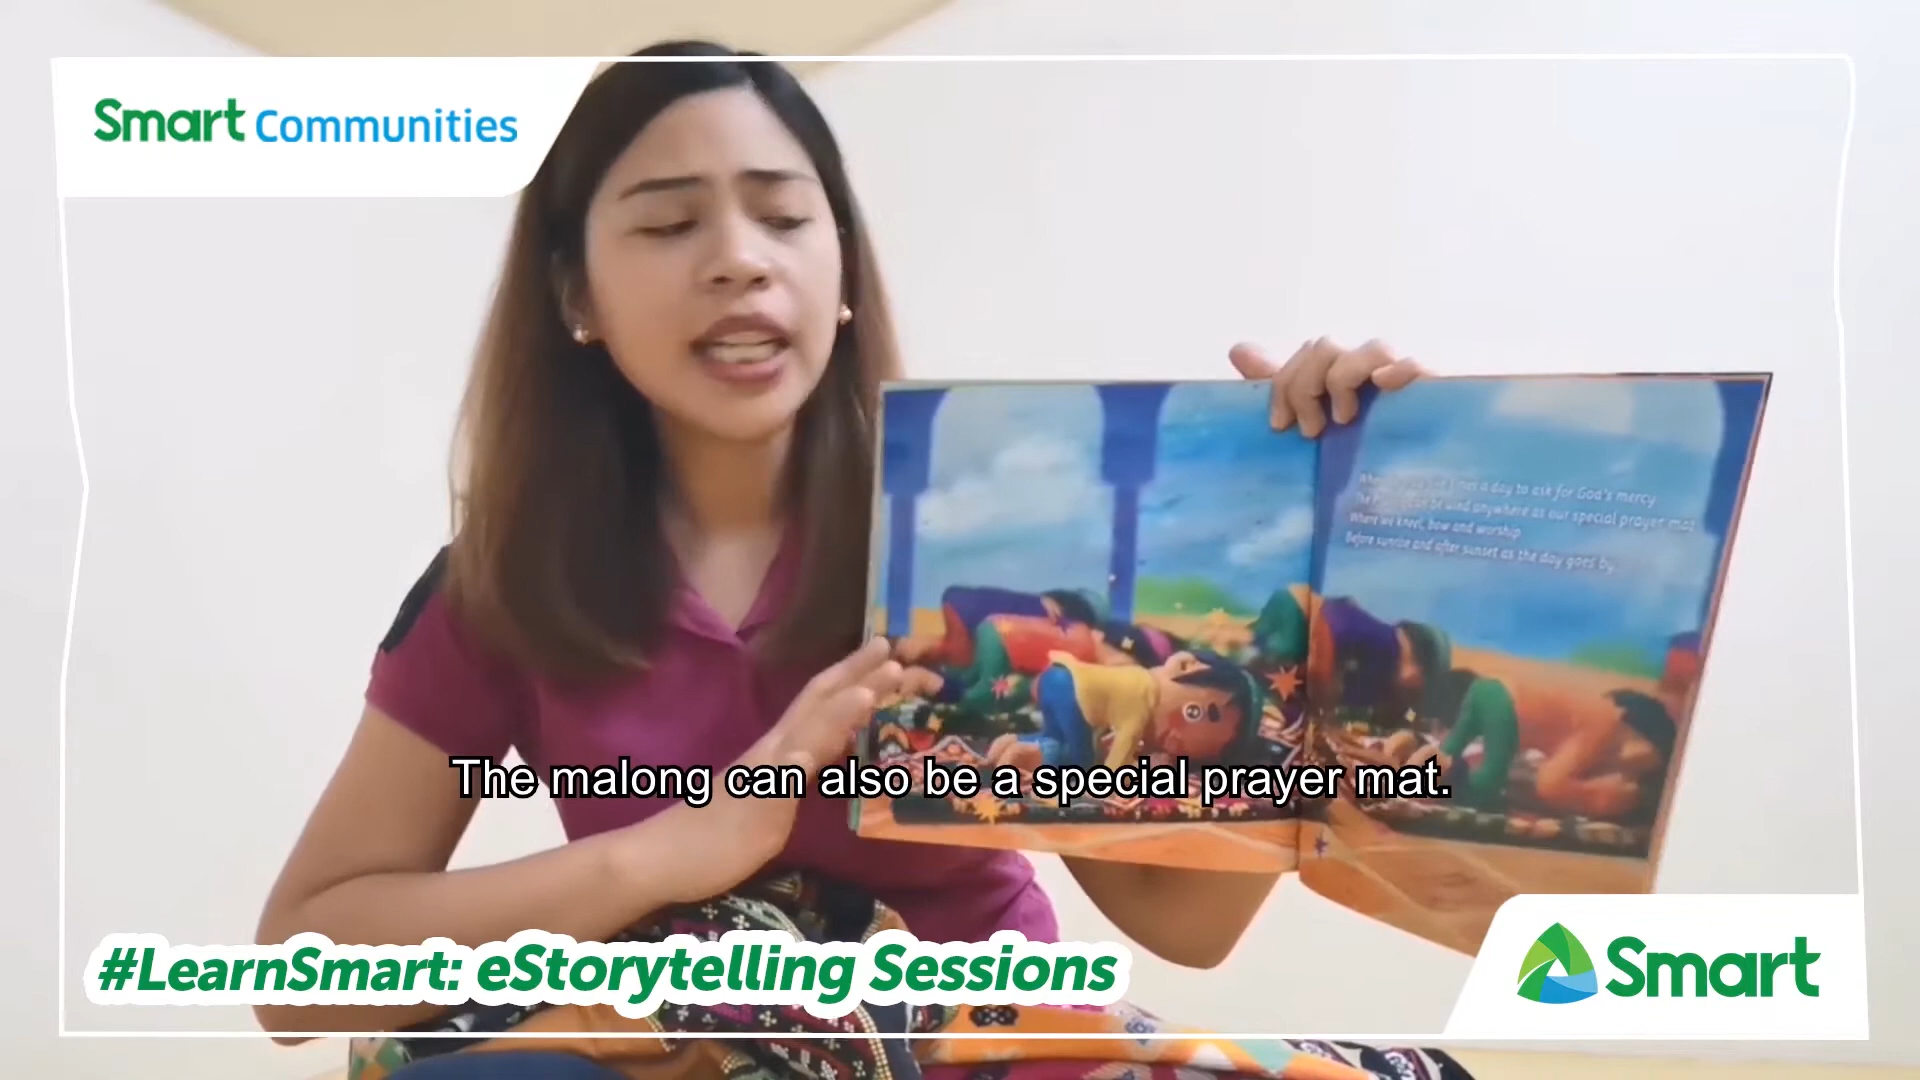 Smart Communities
a day to ask for God's mercy
anywhere as our special prayer mat
Where we kneel, bow and worship
Before sunrise and after sunset as the day goes by
The malong can also be a special prayer mat.
#LearnSmart: eStorytelling Sessions
Smart